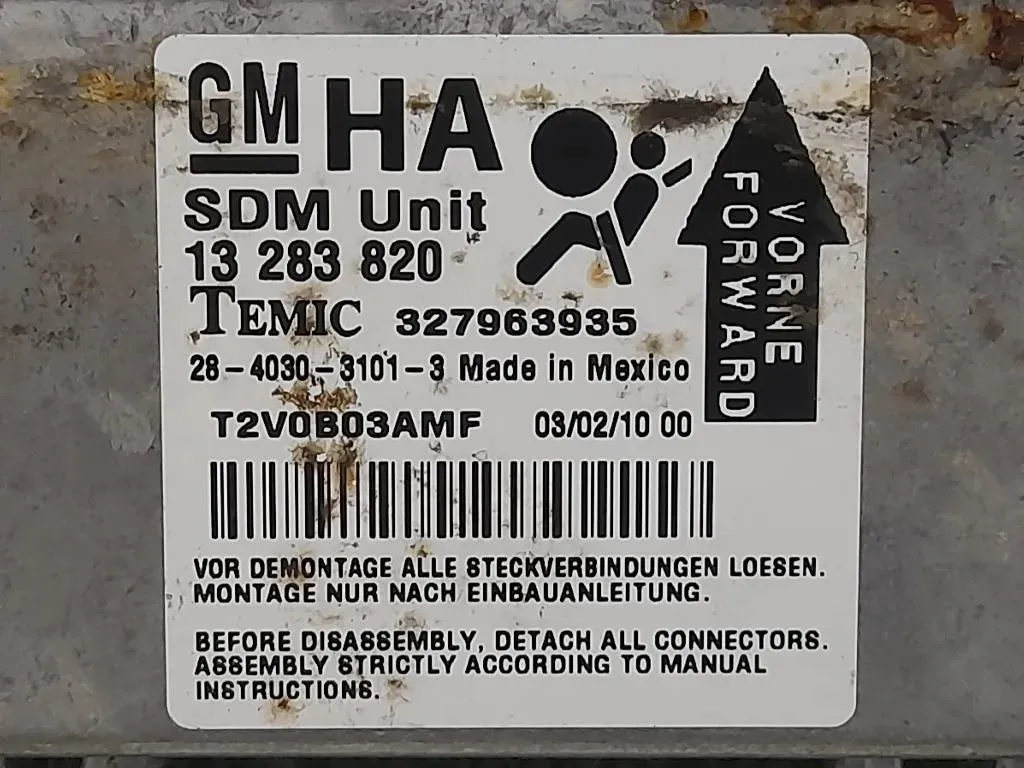 GM HA
SDM Unit
13 283 820
TEMIC 327963935
28-4030-3101-3 Made in Mexico
T2V0B03AMF 03/02/10 00
VORNE
FORWARD
VOR DEMONTAGE ALLE STECKVERBINDUNGEN LOESEN.
MONTAGE NUR NACH EINBAUANLEITUNG.
BEFORE DISASSEMBLY, DETACH ALL CONNECTORS.
ASSEMBLY STRICTLY ACCORDING TO MANUAL
INSTRUCTIONS.